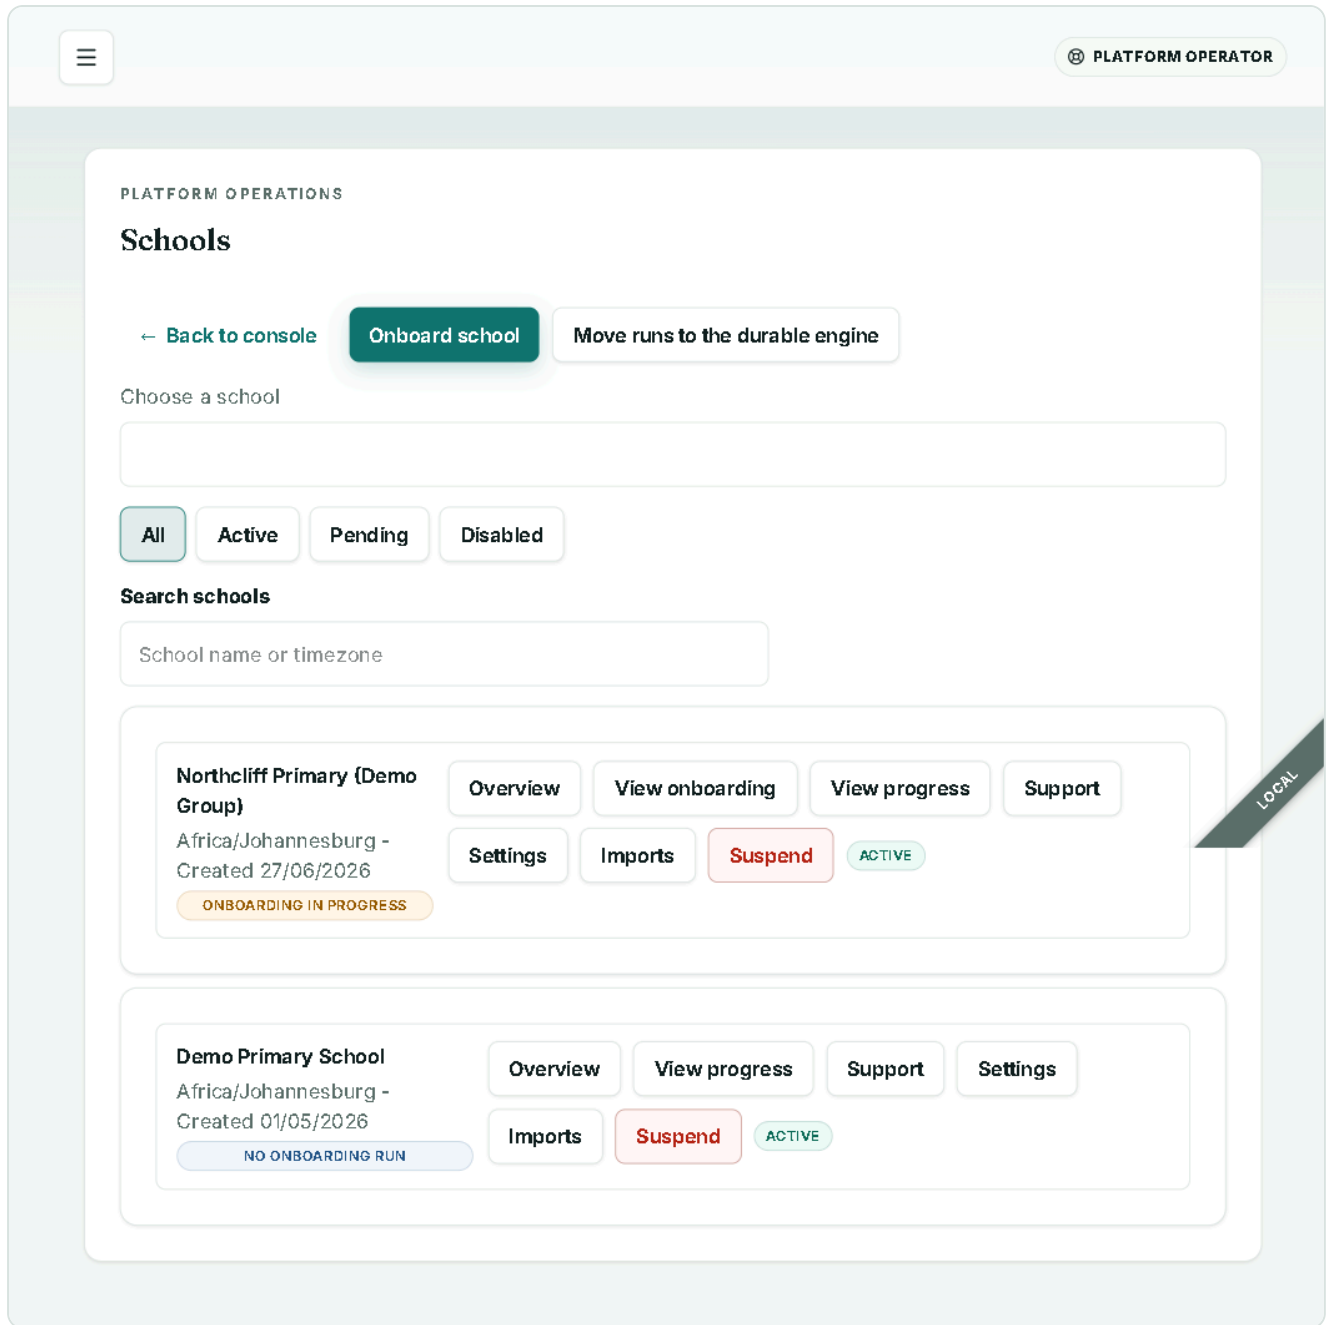 ☰
PLATFORM OPERATOR
PLATFORM OPERATIONS
Schools
← Back to console
Onboard school
Move runs to the durable engine
Choose a school
All
Active
Pending
Disabled
Search schools
School name or timezone
Northcliff Primary (Demo
Group)
Africa/Johannesburg -
Created 27/06/2026
ONBOARDING IN PROGRESS
Overview
View onboarding
View progress
Support
Settings
Imports
Suspend
ACTIVE
LOCAL
Demo Primary School
Africa/Johannesburg -
Created 01/05/2026
NO ONBOARDING RUN
Overview
View progress
Support
Settings
Imports
Suspend
ACTIVE